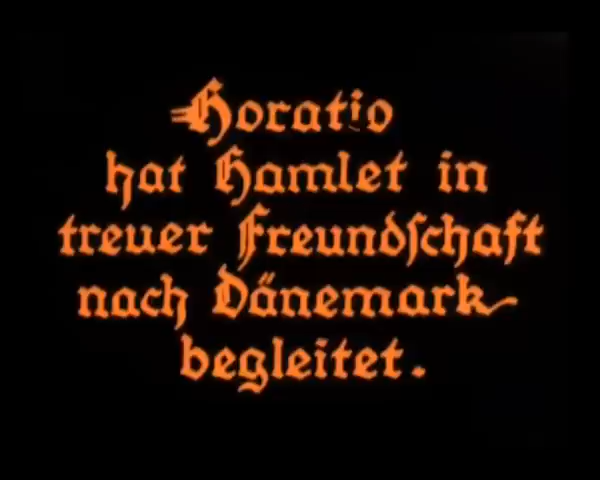 Horatio
hat Hamlet in
treuer Freundſchaft
nach Dänemark
begleitet.